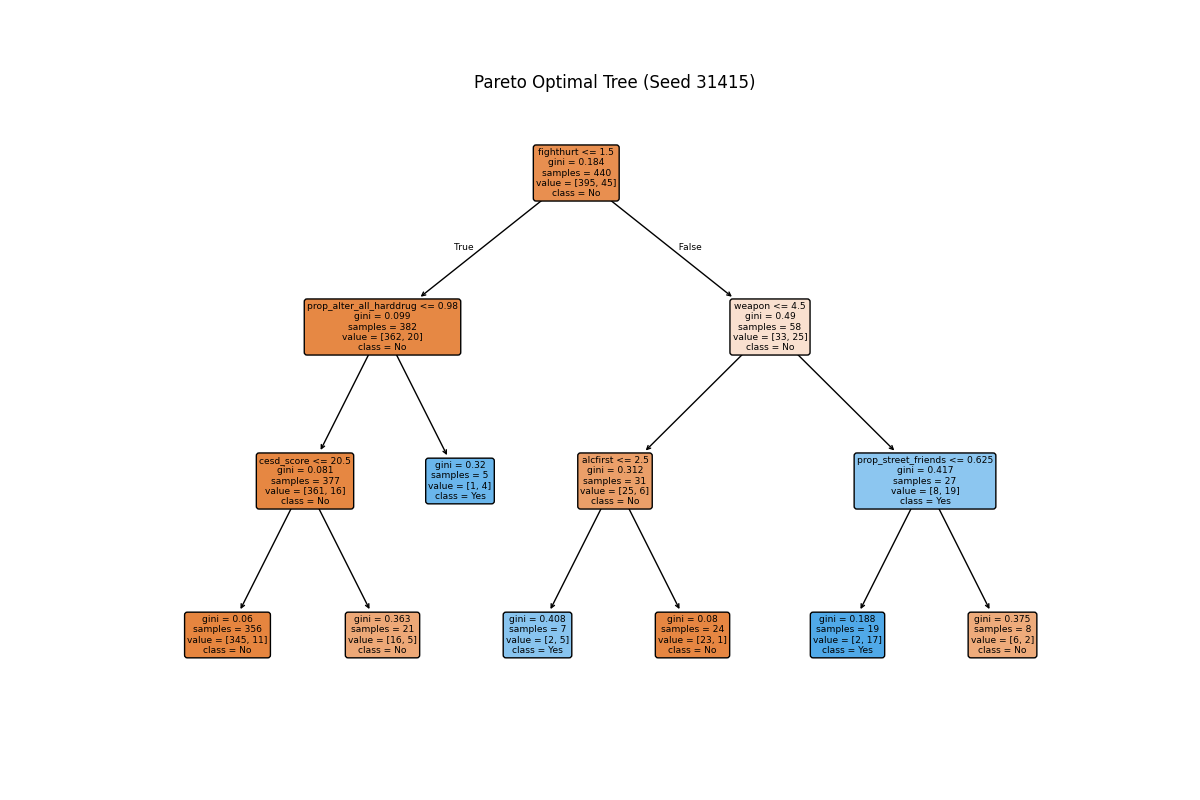 Pareto Optimal Tree (Seed 31415)
fighthurt <= 1.5
gini = 0.184
samples = 440
value = [395, 45]
class = No
True
False
prop_alter_all_harddrug <= 0.98
gini = 0.099
samples = 382
value = [362, 20]
class = No
weapon <= 4.5
gini = 0.49
samples = 58
value = [33, 25]
class = No
cesd_score <= 20.5
gini = 0.081
samples = 377
value = [361, 16]
class = No
gini = 0.32
samples = 5
value = [1, 4]
class = Yes
alcfirst <= 2.5
gini = 0.312
samples = 31
value = [25, 6]
class = No
prop_street_friends <= 0.625
gini = 0.417
samples = 27
value = [8, 19]
class = Yes
gini = 0.06
samples = 356
value = [345, 11]
class = No
gini = 0.363
samples = 21
value = [16, 5]
class = No
gini = 0.408
samples = 7
value = [2, 5]
class = Yes
gini = 0.08
samples = 24
value = [23, 1]
class = No
gini = 0.188
samples = 19
value = [2, 17]
class = Yes
gini = 0.375
samples = 8
value = [6, 2]
class = No